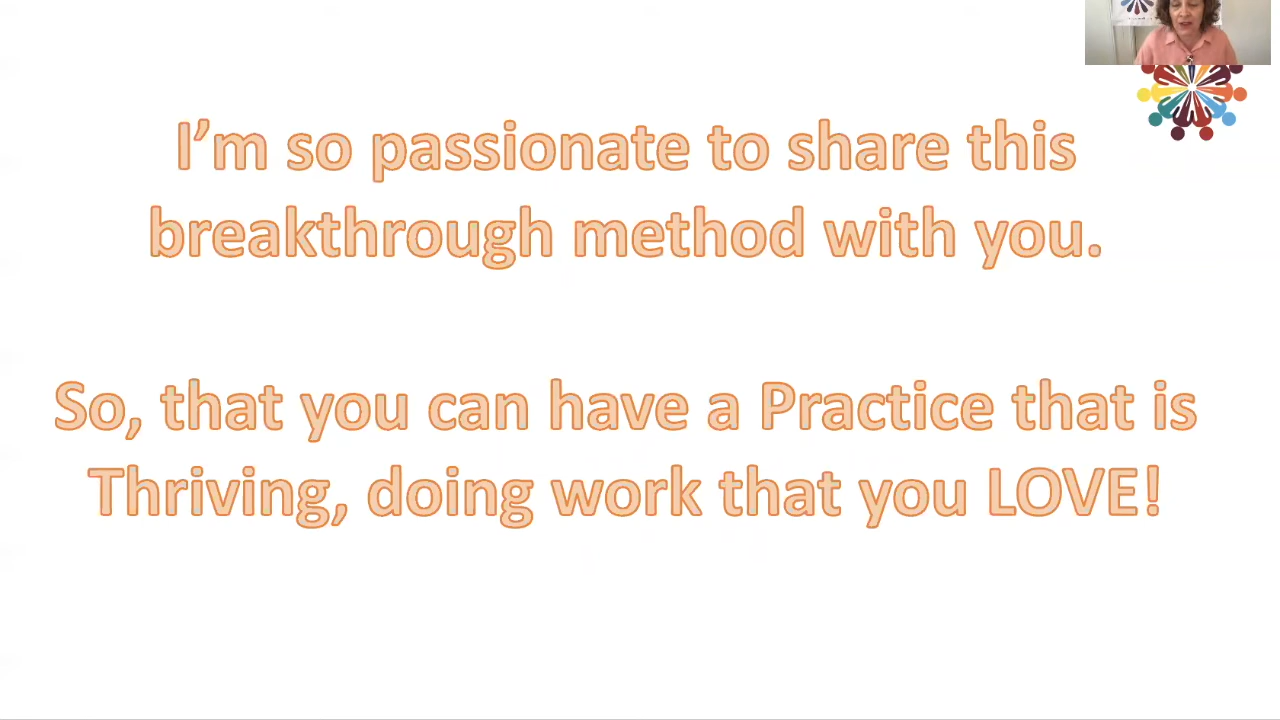 I’m so passionate to share this
breakthrough method with you.
So, that you can have a Practice that is
Thriving, doing work that you LOVE!